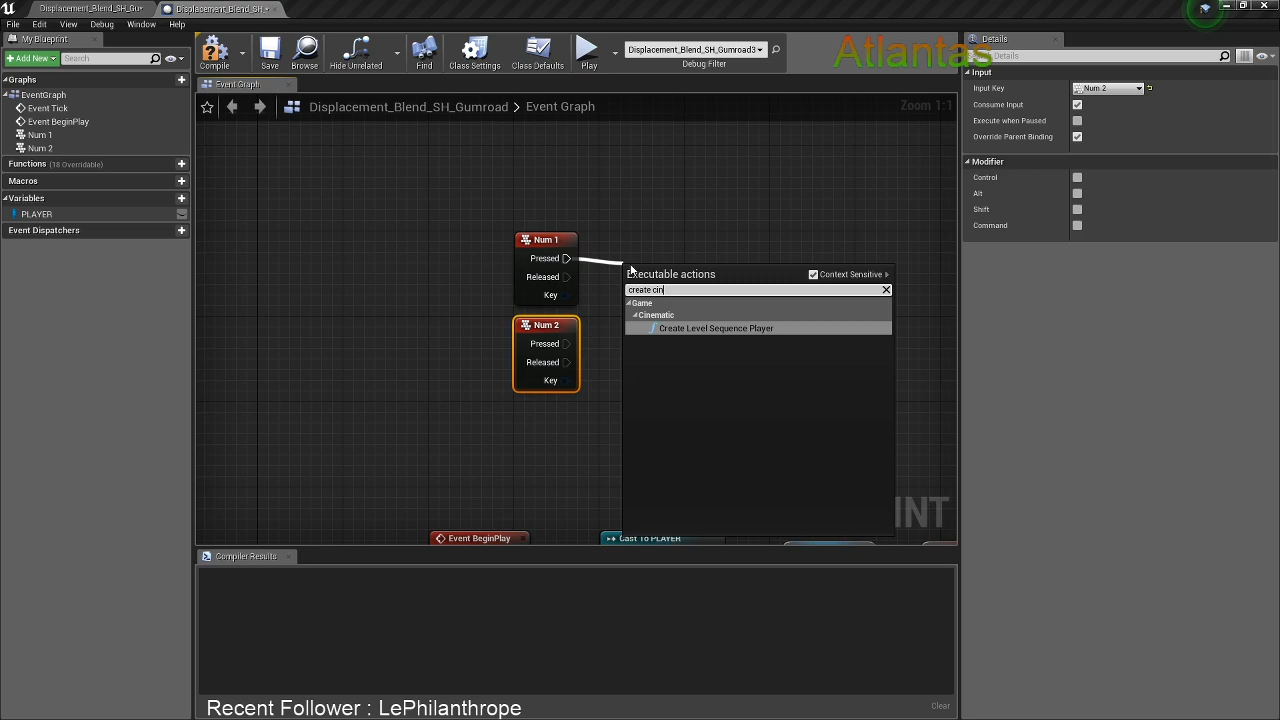 Displacement_Blend_SH_Gu•
Displacement_Blend_SH_•
File Edit View Debug Window Help
My Blueprint
Add New
Search
Graphs
EventGraph
Event Tick
Event BeginPlay
Num 1
Num 2
Functions (18 Overridable)
Macros
Variables
PLAYER
Event Dispatchers
Compile
Save
Browse
Hide Unrelated
Find
Class Settings
Class Defaults
Play
Displacement_Blend_SH_Gumroad3
Debug Filter
Atlantas
Event Graph
Displacement_Blend_SH_Gumroad > Event Graph
Zoom 1:1
Num 1
Pressed
Released
Key
Num 2
Pressed
Released
Key
Executable actions
Context Sensitive
create cin
Game
Cinematic
Create Level Sequence Player
Event BeginPlay
Cast To PLAYER
INT
Compiler Results
Recent Follower : LePhilanthrope
Clear
Details
Details
Input
Input Key
Num 2
Consume Input
Execute when Paused
Override Parent Binding
Modifier
Control
Alt
Shift
Command